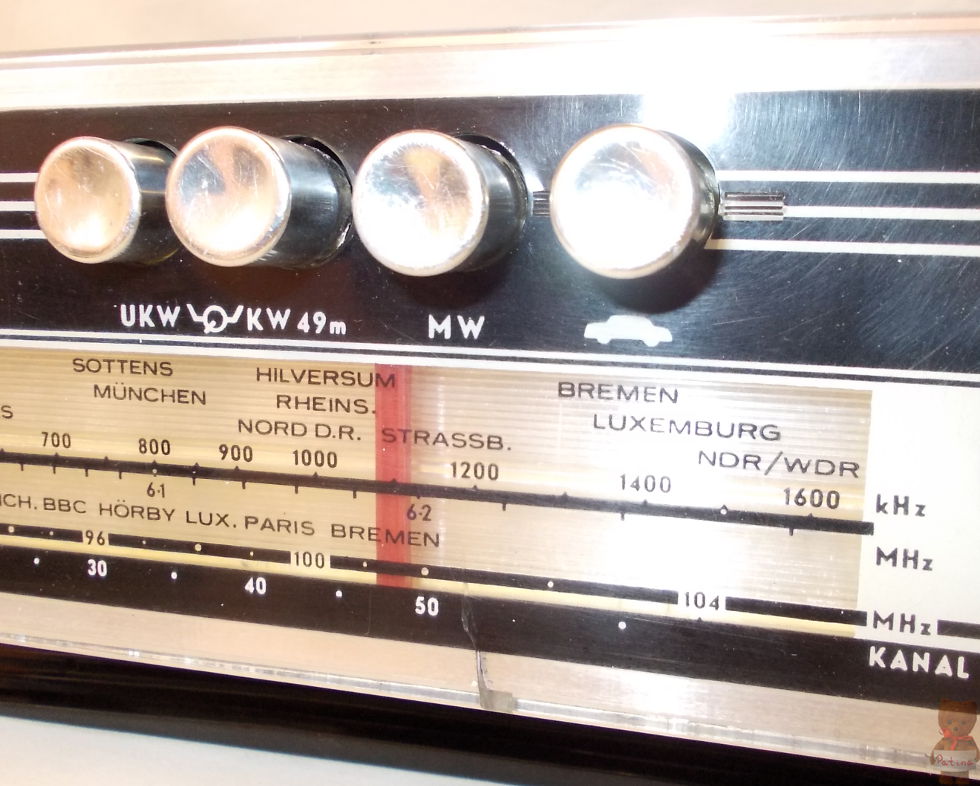 UKW KW 49m MW
SOTTENS HILVERSUM BREMEN
MÜNCHEN RHEINS. LUXEMBURG
NORD D.R. STRASSB. NDR/WDR
700 800 900 1000 1200 1400 1600 kHz
6·1 6·2 MHz
BBC HÖRBY LUX. PARIS BREMEN
96 100 104 MHz
30 40 50 KANAL
Patina